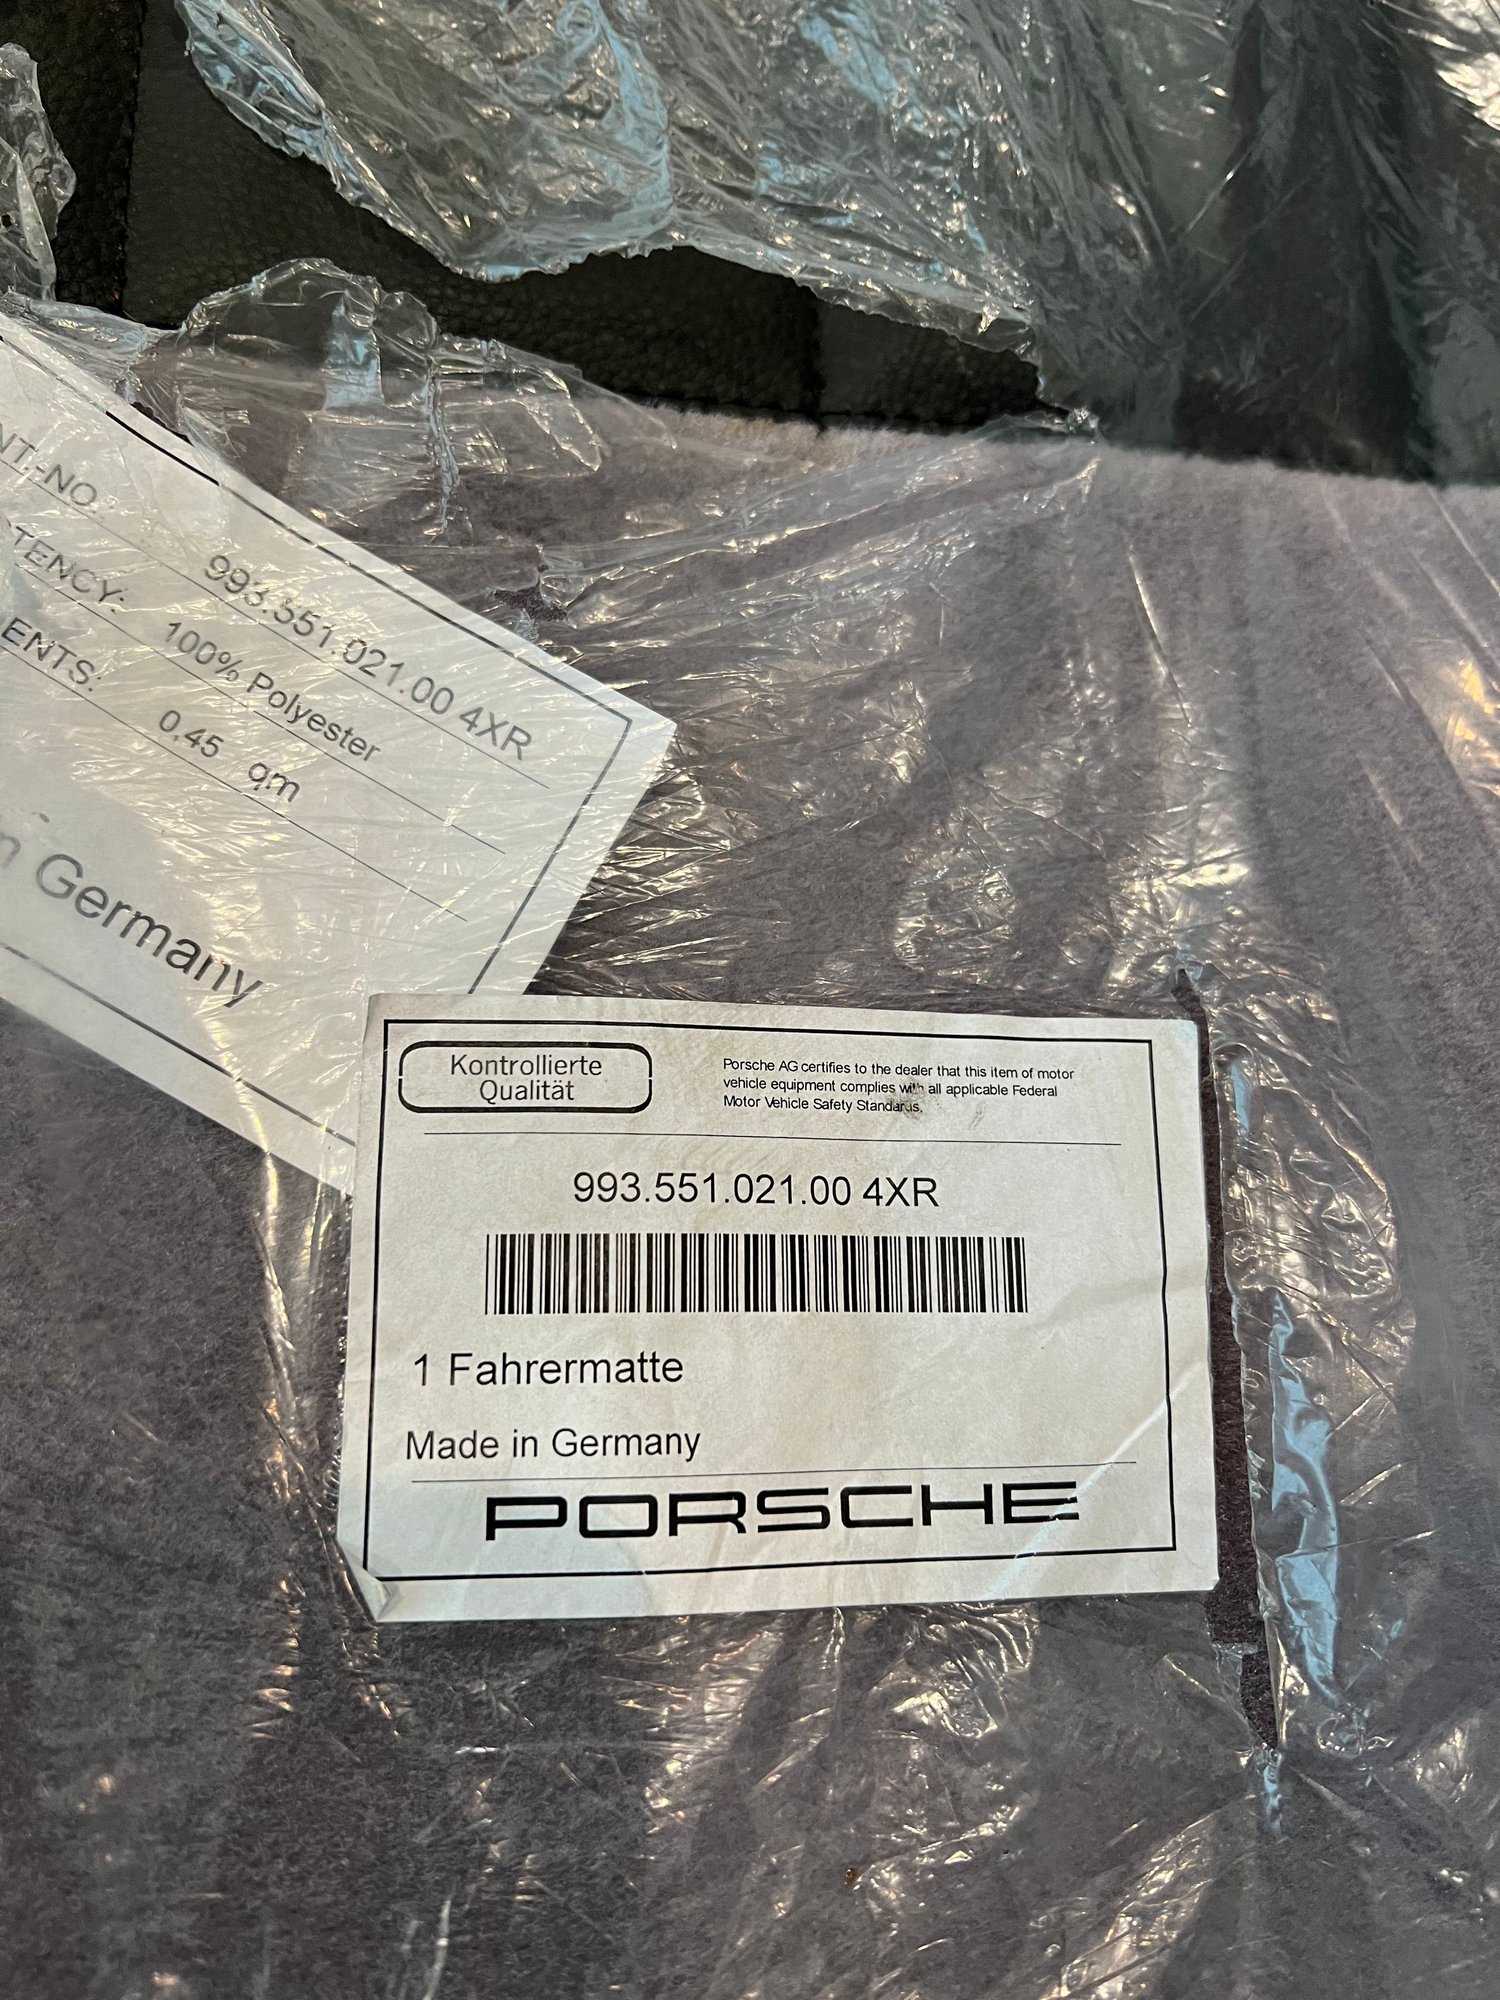 NT.-NO.: 993.551.021.00 4XR
TENCY: 100% Polyester
ENTS: 0,45 qm
n Germany
Kontrollierte
Qualität
Porsche AG certifies to the dealer that this item of motor
vehicle equipment complies with all applicable Federal
Motor Vehicle Safety Standards.
993.551.021.00 4XR
1 Fahrermatte
Made in Germany
PORSCHE